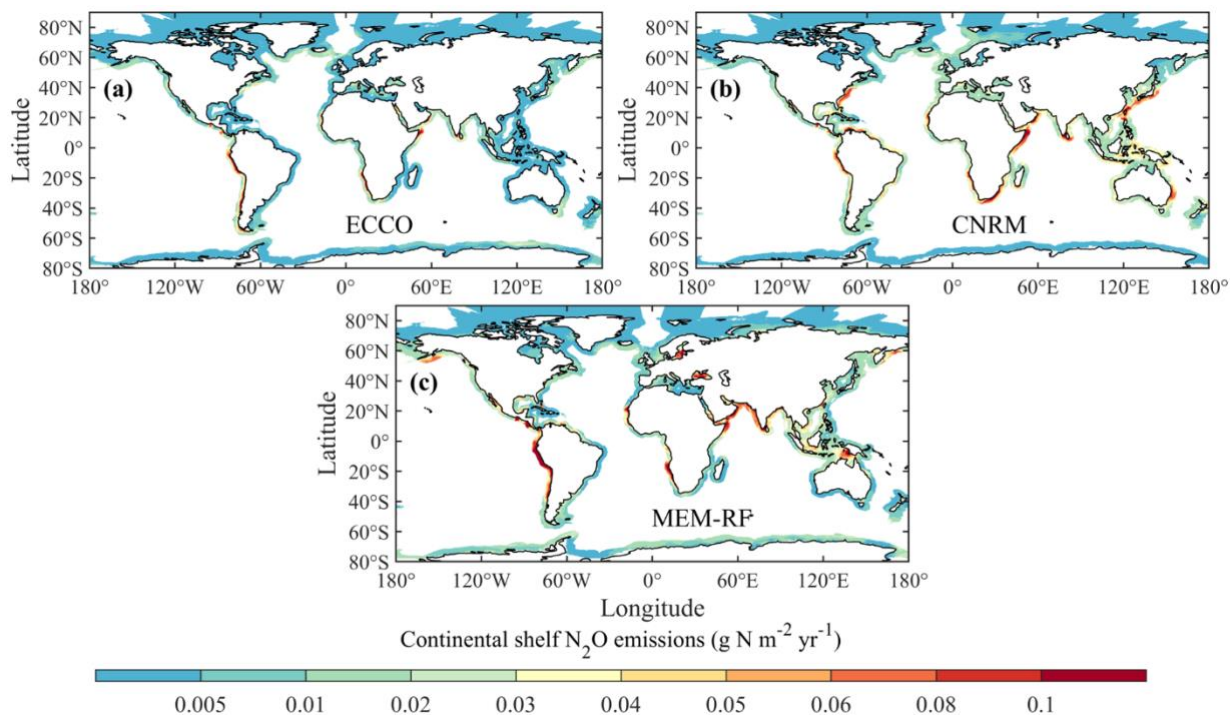 80°N
60°N
40°N
20°N
0°
20°S
40°S
60°S
80°S
Latitude
(a)
ECCO
180° 120°W 60°W 0° 60°E 120°E 180°
80°N
60°N
40°N
20°N
0°
20°S
40°S
60°S
80°S
Latitude
(b)
CNRM
180° 120°W 60°W 0° 60°E 120°E 180°
80°N
60°N
40°N
20°N
0°
20°S
40°S
60°S
80°S
Latitude
(c)
MEM-RF
180° 120°W 60°W 0° 60°E 120°E 180°
Longitude
Continental shelf N₂O emissions (g N m⁻² yr⁻¹)
0.005 0.01 0.02 0.03 0.04 0.05 0.06 0.08 0.1